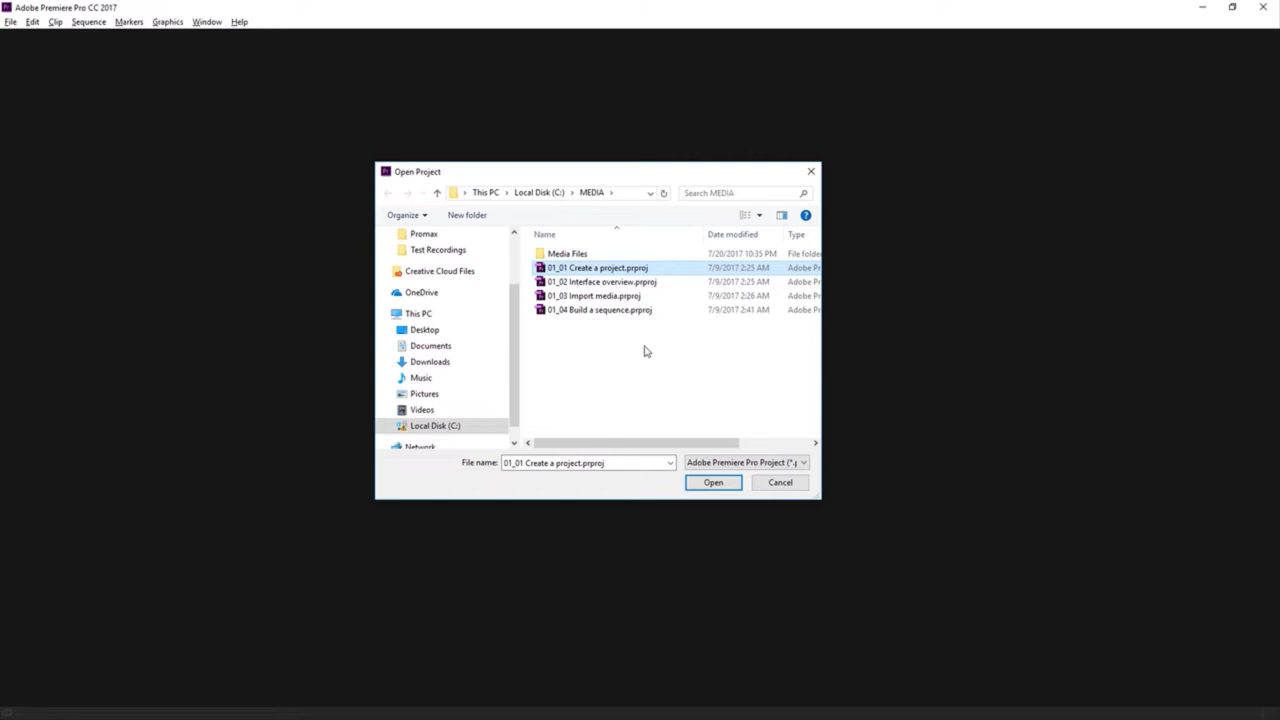 Adobe Premiere Pro CC 2017
File Edit Clip Sequence Markers Graphics Window Help
Open Project
This PC Local Disk (C:) MEDIA Search MEDIA
Organize New folder
Name Date modified Type
Promax
Test Recordings
Creative Cloud Files
OneDrive
This PC
Desktop
Documents
Downloads
Music
Pictures
Videos
Local Disk (C:)
Network
Media Files 7/20/2017 10:35 PM File folder
01_01 Create a project.prproj 7/9/2017 2:25 AM Adobe Pr
01_02 Interface overview.prproj 7/9/2017 2:25 AM Adobe Pr
01_03 Import media.prproj 7/9/2017 2:26 AM Adobe Pr
01_04 Build a sequence.prproj 7/9/2017 2:41 AM Adobe Pr
File name: 01_01 Create a project.prproj Adobe Premiere Pro Project (*.p
Open Cancel